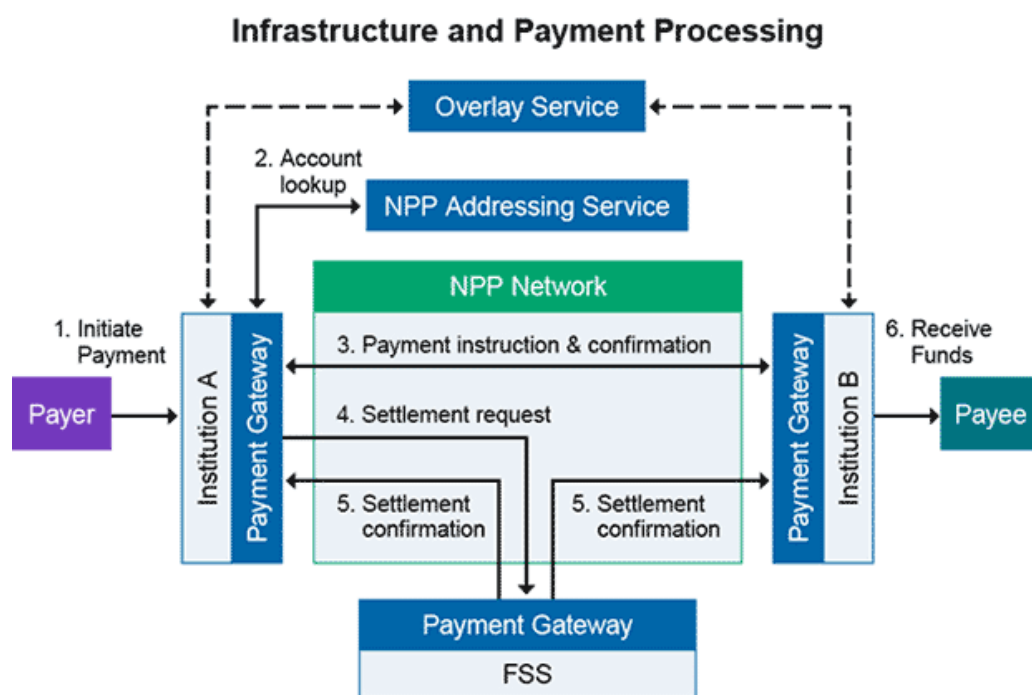 Infrastructure and Payment Processing
Overlay Service
2. Account
lookup
NPP Addressing Service
NPP Network
1. Initiate
Payment
6. Receive
Funds
3. Payment instruction & confirmation
Payer
Institution A
Payment Gateway
4. Settlement request
Payment Gateway
Institution B
Payee
5. Settlement
confirmation
5. Settlement
confirmation
Payment Gateway
FSS